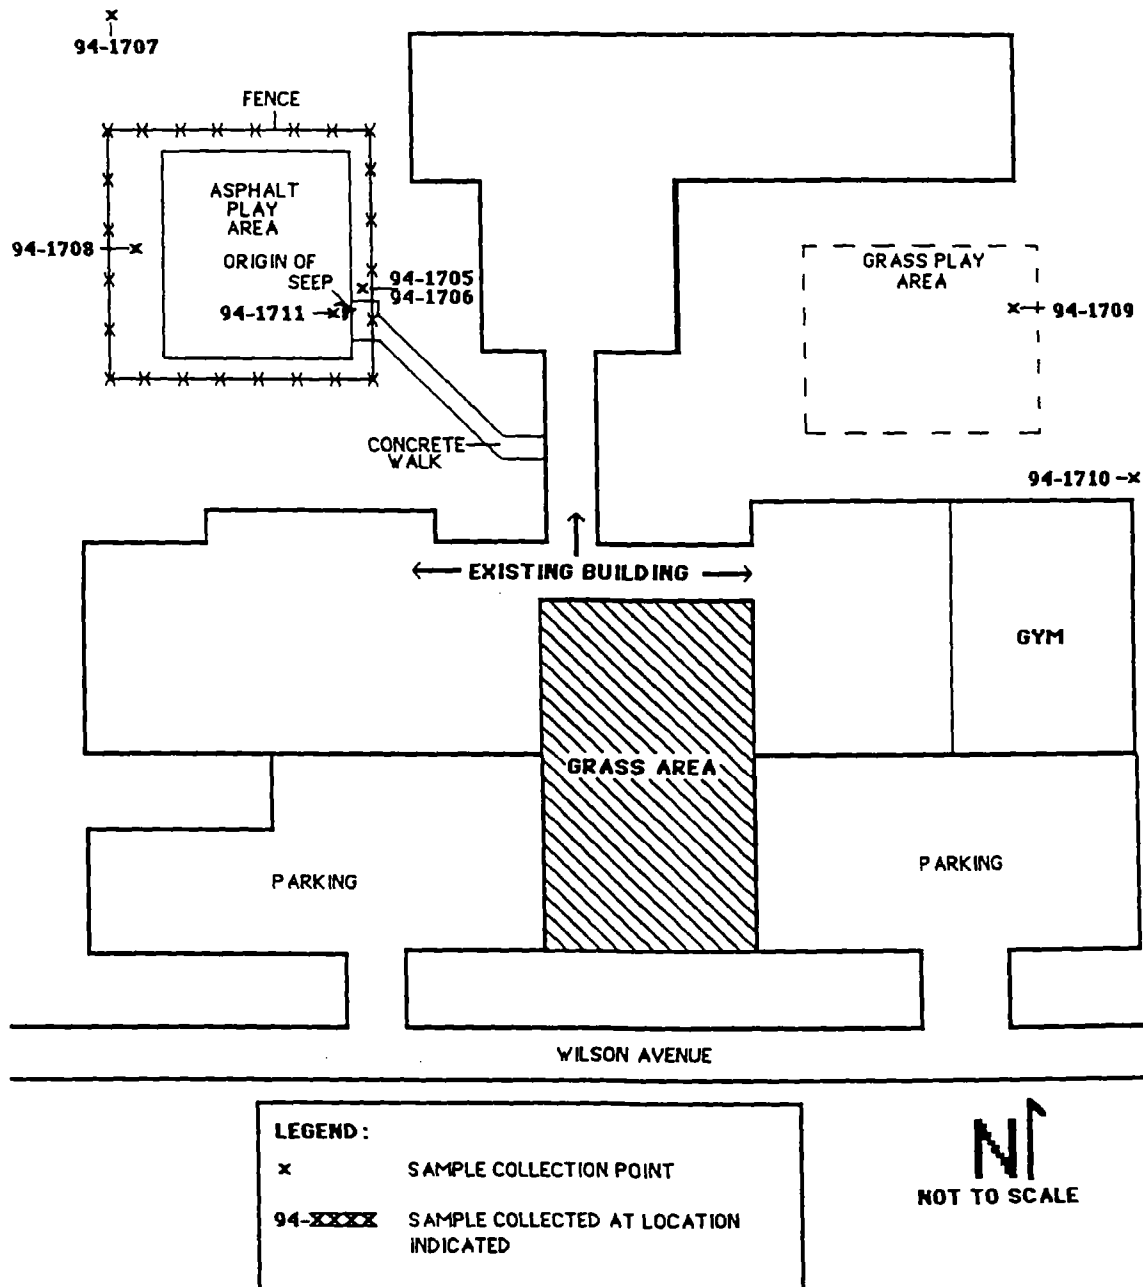 94-1707
FENCE
ASPHALT
PLAY
AREA
94-1708
ORIGIN OF
SEEP
94-1705
94-1706
94-1711
GRASS PLAY
AREA
94-1709
CONCRETE
WALK
94-1710
EXISTING BUILDING
GYM
GRASS AREA
PARKING
PARKING
WILSON AVENUE
LEGEND:
x SAMPLE COLLECTION POINT
94-XXXX SAMPLE COLLECTED AT LOCATION
INDICATED
N
NOT TO SCALE